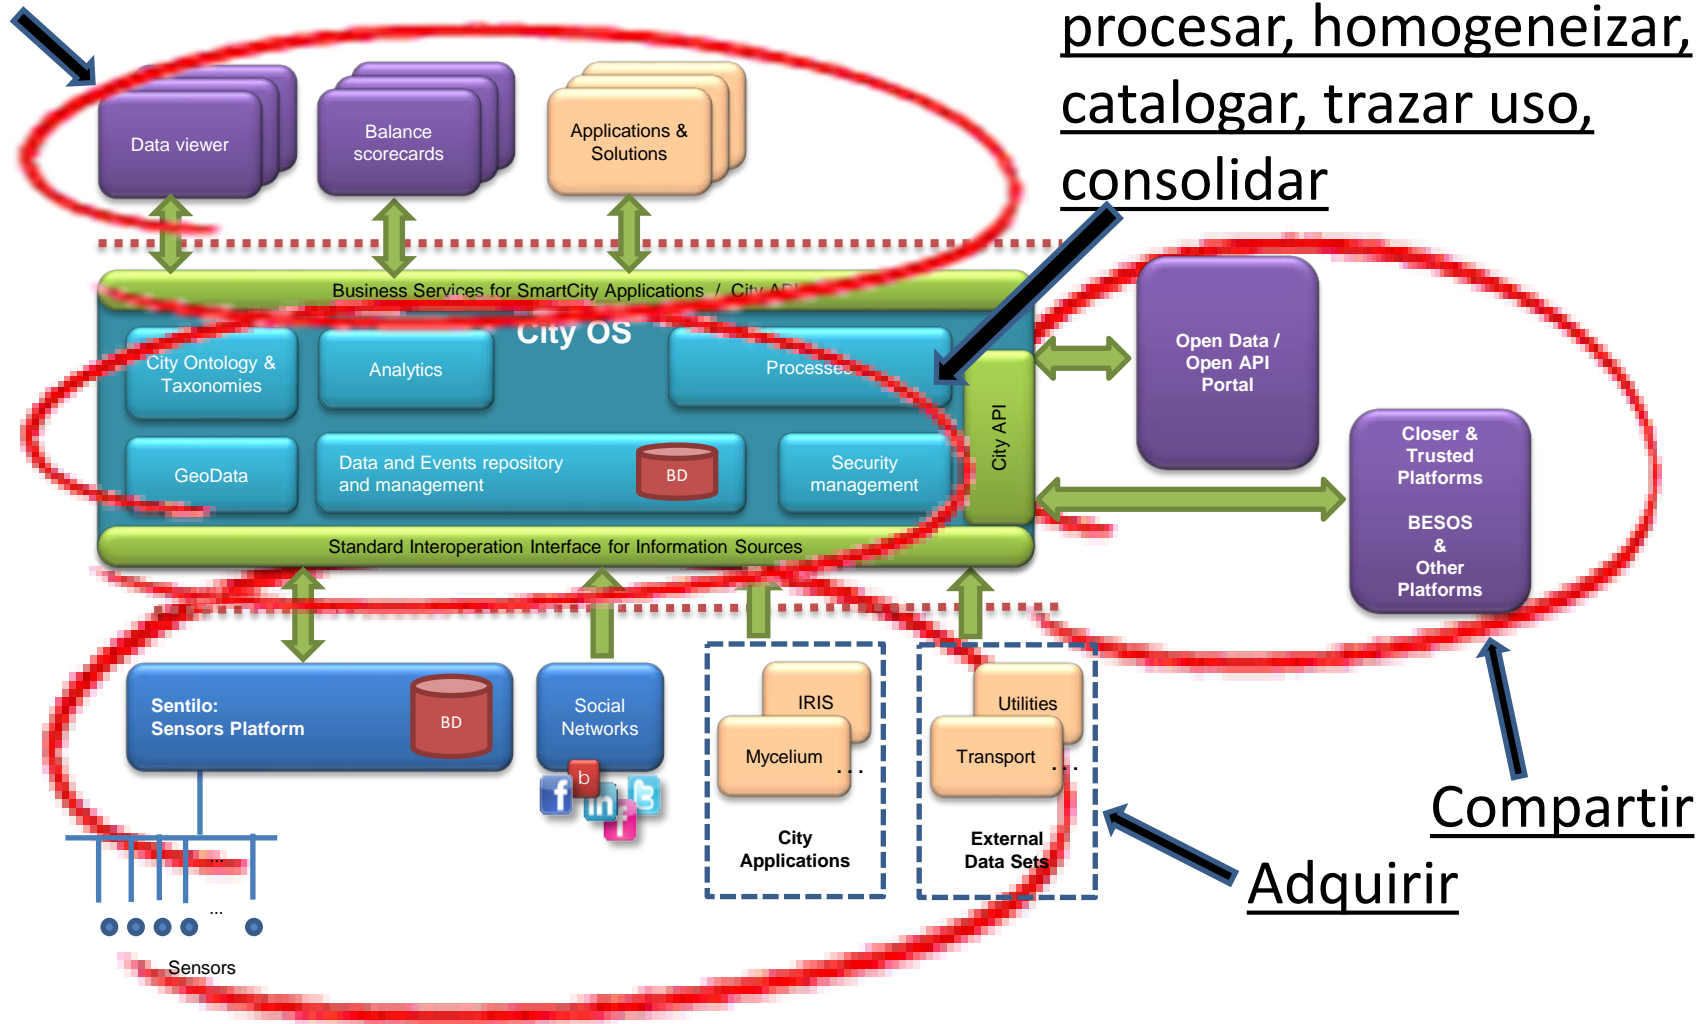 procesar, homogeneizar,
catalogar, trazar uso,
consolidar
Data viewer
Balance
scorecards
Applications &
Solutions
Business Services for SmartCity Applications / City API
City OS
City Ontology &
Taxonomies
Analytics
Processes
City API
GeoData
Data and Events repository
and management
BD
Security
management
Standard Interoperation Interface for Information Sources
Open Data /
Open API
Portal
Closer &
Trusted
Platforms
BESOS
&
Other
Platforms
Sentilo:
Sensors Platform
BD
Social
Networks
f
b
in
f
t
IRIS
Mycelium
...
City
Applications
Utilities
Transport
...
External
Data Sets
Compartir
Adquirir
...
...
Sensors